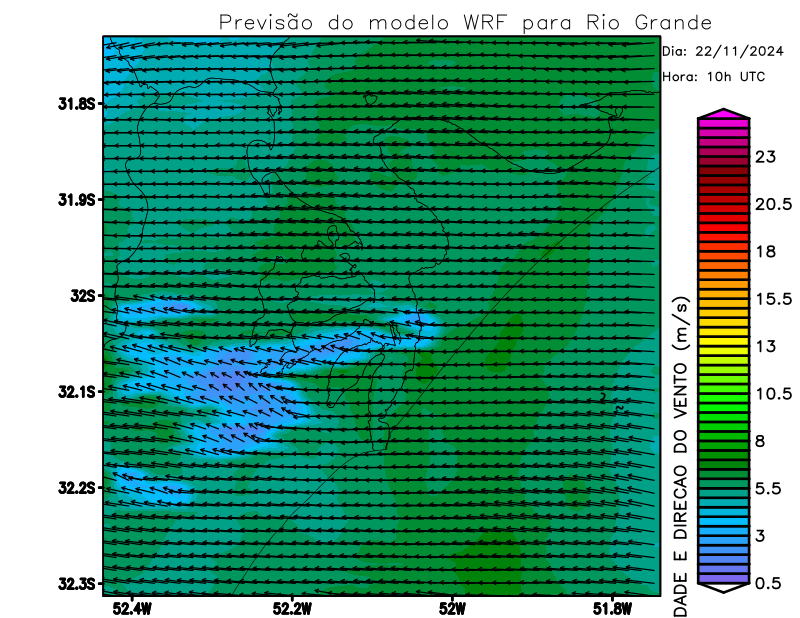 Previsão do modelo WRF para Rio Grande
Dia: 22/11/2024
Hora: 10h UTC
31.8S
31.9S
32S
32.1S
32.2S
32.3S
52.4W
52.2W
52W
51.8W
23
20.5
18
15.5
13
10.5
8
5.5
3
0.5
DADE E DIRECAO DO VENTO (m/s)